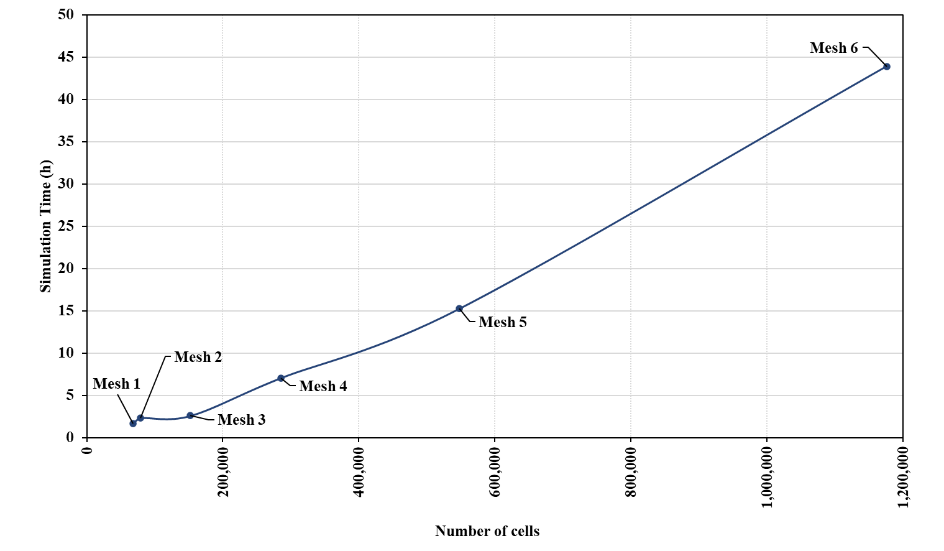 50
45
40
35
30
25
20
15
10
5
0
Simulation Time (h)
Mesh 6
Mesh 5
Mesh 2
Mesh 1
Mesh 4
Mesh 3
0
200,000
400,000
600,000
800,000
1,000,000
1,200,000
Number of cells